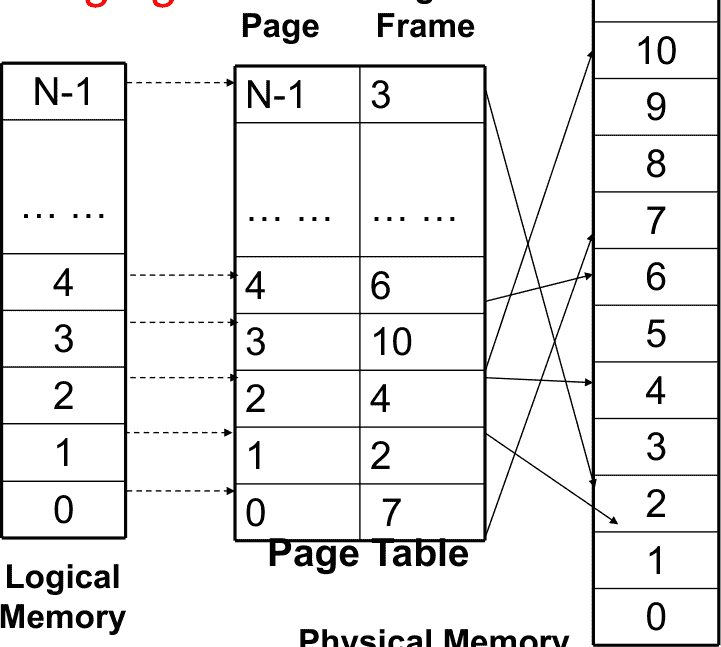 Page Frame
N-1
… …
4
3
2
1
0
Logical
Memory
N-1 3
… … … …
4 6
3 10
2 4
1 2
0 7
Page Table
10
9
8
7
6
5
4
3
2
1
0
Physical Memory